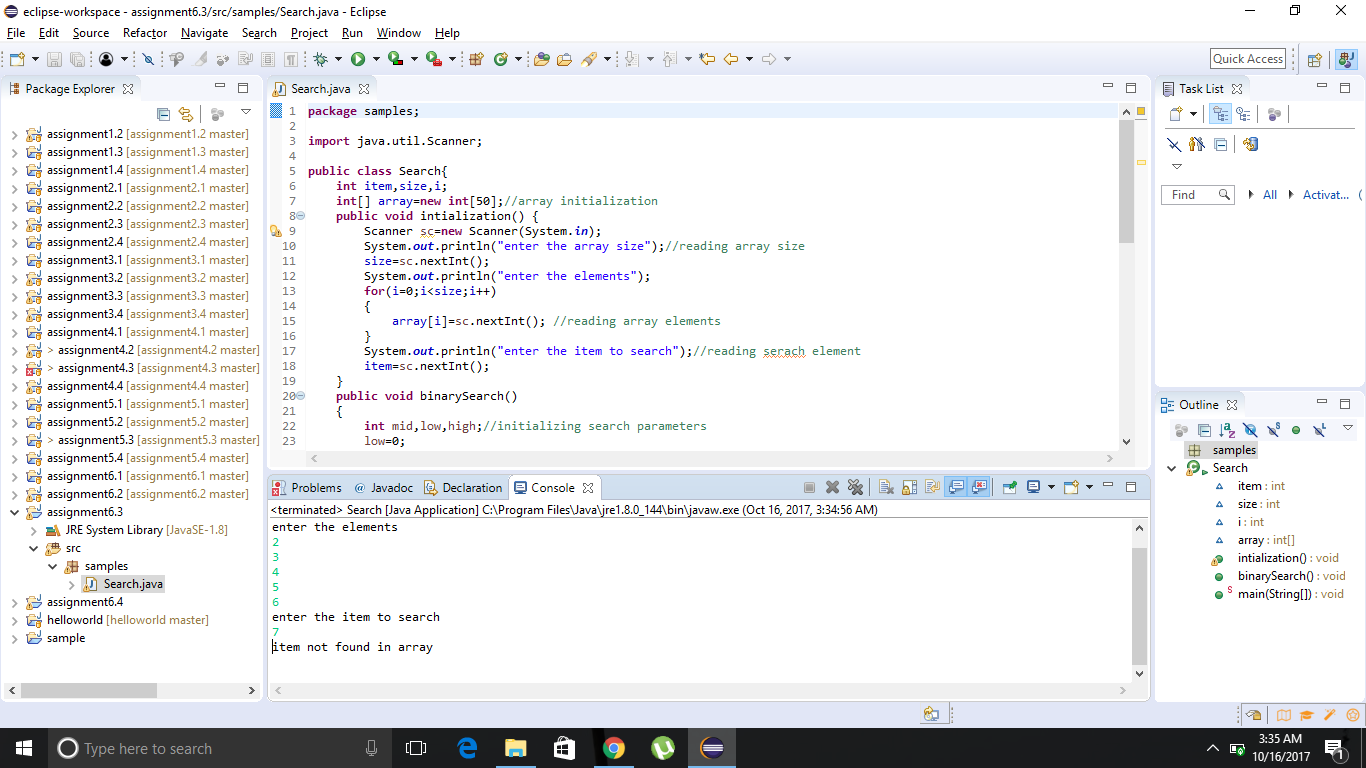 eclipse-workspace - assignment6.3/src/samples/Search.java - Eclipse
File Edit Source Refactor Navigate Search Project Run Window Help
Quick Access
Package Explorer
assignment1.2 [assignment1.2 master]
assignment1.3 [assignment1.3 master]
assignment1.4 [assignment1.4 master]
assignment2.1 [assignment2.1 master]
assignment2.2 [assignment2.2 master]
assignment2.3 [assignment2.3 master]
assignment2.4 [assignment2.4 master]
assignment3.1 [assignment3.1 master]
assignment3.2 [assignment3.2 master]
assignment3.3 [assignment3.3 master]
assignment3.4 [assignment3.4 master]
assignment4.1 [assignment4.1 master]
> assignment4.2 [assignment4.2 master]
> assignment4.3 [assignment4.3 master]
assignment4.4 [assignment4.4 master]
assignment5.1 [assignment5.1 master]
assignment5.2 [assignment5.2 master]
> assignment5.3 [assignment5.3 master]
assignment5.4 [assignment5.4 master]
assignment6.1 [assignment6.1 master]
assignment6.2 [assignment6.2 master]
assignment6.3
JRE System Library [JavaSE-1.8]
src
samples
Search.java
assignment6.4
helloworld [helloworld master]
sample
Search.java
1 package samples;
2
3 import java.util.Scanner;
4
5 public class Search{
6 int item,size,i;
7 int[] array=new int[50];//array initialization
8 public void intialization() {
9 Scanner sc=new Scanner(System.in);
10 System.out.println("enter the array size");//reading array size
11 size=sc.nextInt();
12 System.out.println("enter the elements");
13 for(i=0;i<size;i++)
14 {
15 array[i]=sc.nextInt(); //reading array elements
16 }
17 System.out.println("enter the item to search");//reading serach element
18 item=sc.nextInt();
19 }
20 public void binarySearch()
21 {
22 int mid,low,high;//initializing search parameters
23 low=0;
Problems @ Javadoc Declaration Console
<terminated> Search [Java Application] C:\Program Files\Java\jre1.8.0_144\bin\javaw.exe (Oct 16, 2017, 3:34:56 AM)
enter the elements
2
3
4
5
6
enter the item to search
7
item not found in array
Task List
Find All Activat...
Outline
samples
Search
item : int
size : int
i : int
array : int[]
intialization() : void
binarySearch() : void
main(String[]) : void
Type here to search
3:35 AM
10/16/2017
1